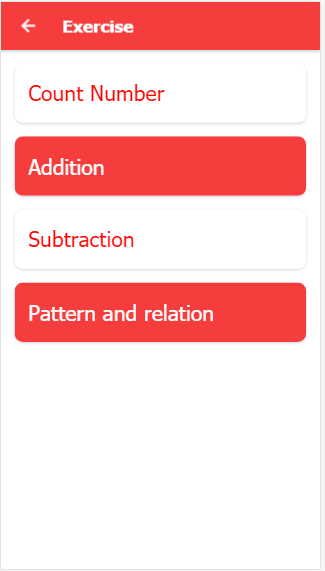 Exercise
Count Number
Addition
Subtraction
Pattern and relation